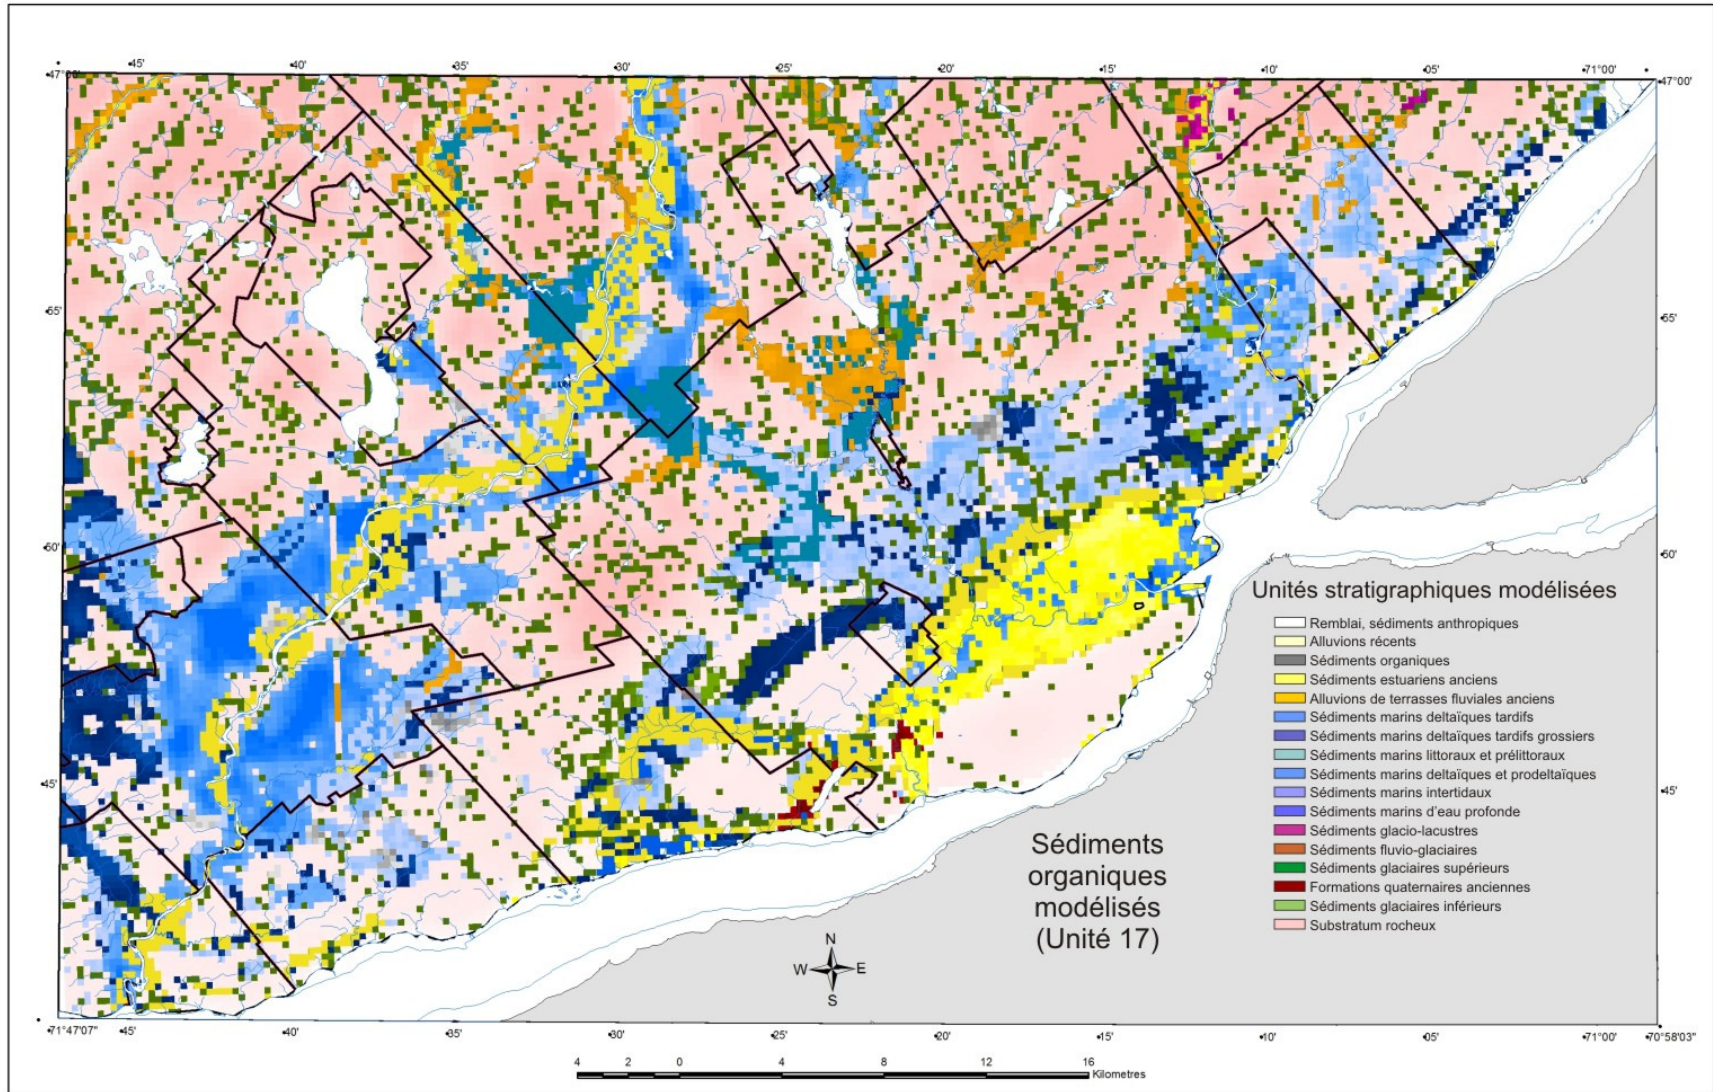 45' 40' 35' 30' 25' 20' 15' 10' 05' 71°00'
47°00' 47°00'
55' 55'
50' 50'
45' 45'
Unités stratigraphiques modélisées
Remblai, sédiments anthropiques
Alluvions récents
Sédiments organiques
Sédiments estuariens anciens
Alluvions de terrasses fluviales anciens
Sédiments marins deltaïques tardifs
Sédiments marins deltaïques tardifs grossiers
Sédiments marins littoraux et prélittoraux
Sédiments marins deltaïques et prodeltaïques
Sédiments marins intertidaux
Sédiments marins d'eau profonde
Sédiments glacio-lacustres
Sédiments fluvio-glaciaires
Sédiments glaciaires supérieurs
Formations quaternaires anciennes
Sédiments glaciaires inférieurs
Substratum rocheux
Sédiments
organiques
modélisés
(Unité 17)
N
W E
S
71°47'07" 45' 40' 35' 30' 25' 20' 15' 10' 05' 71°00' 70°58'03"
4 2 0 4 8 12 16
Kilometres